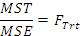 MST/MSE = F_Trt